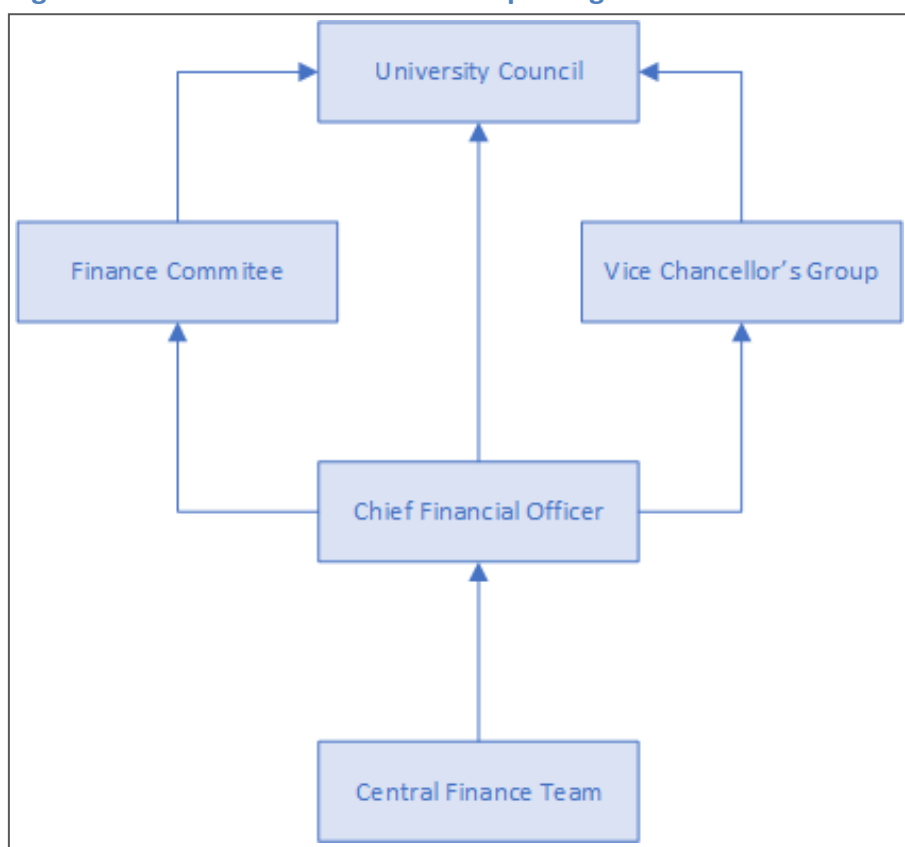 University Council
Finance Commitee
Vice Chancellor’s Group
Chief Financial Officer
Central Finance Team